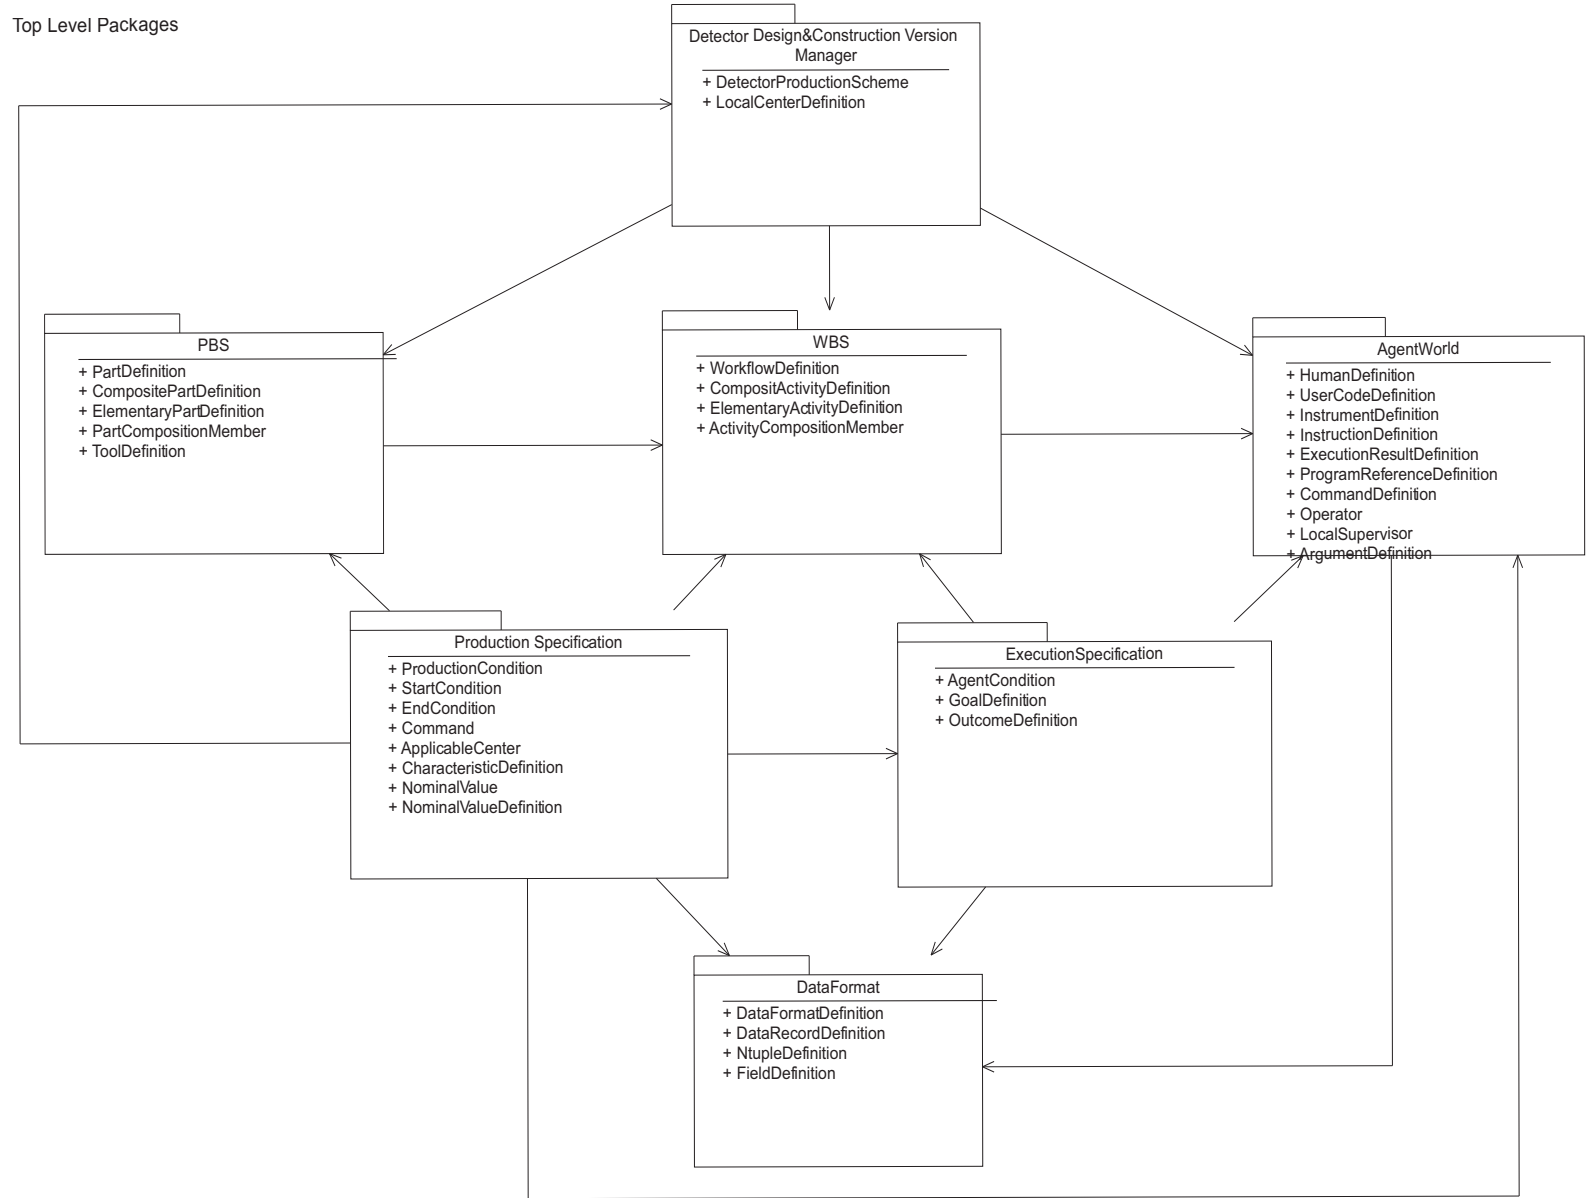 Top Level Packages
Detector Design&Construction Version
Manager
+ DetectorProductionScheme
+ LocalCenterDefinition
PBS
+ PartDefinition
+ CompositePartDefinition
+ ElementaryPartDefinition
+ PartCompositionMember
+ ToolDefinition
WBS
+ WorkflowDefinition
+ CompositActivityDefinition
+ ElementaryActivityDefinition
+ ActivityCompositionMember
AgentWorld
+ HumanDefinition
+ UserCodeDefinition
+ InstrumentDefinition
+ InstructionDefinition
+ ExecutionResultDefinition
+ ProgramReferenceDefinition
+ CommandDefinition
+ Operator
+ LocalSupervisor
+ ArgumentDefinition
Production Specification
+ ProductionCondition
+ StartCondition
+ EndCondition
+ Command
+ ApplicableCenter
+ CharacteristicDefinition
+ NominalValue
+ NominalValueDefinition
ExecutionSpecification
+ AgentCondition
+ GoalDefinition
+ OutcomeDefinition
DataFormat
+ DataFormatDefinition
+ DataRecordDefinition
+ NtupleDefinition
+ FieldDefinition